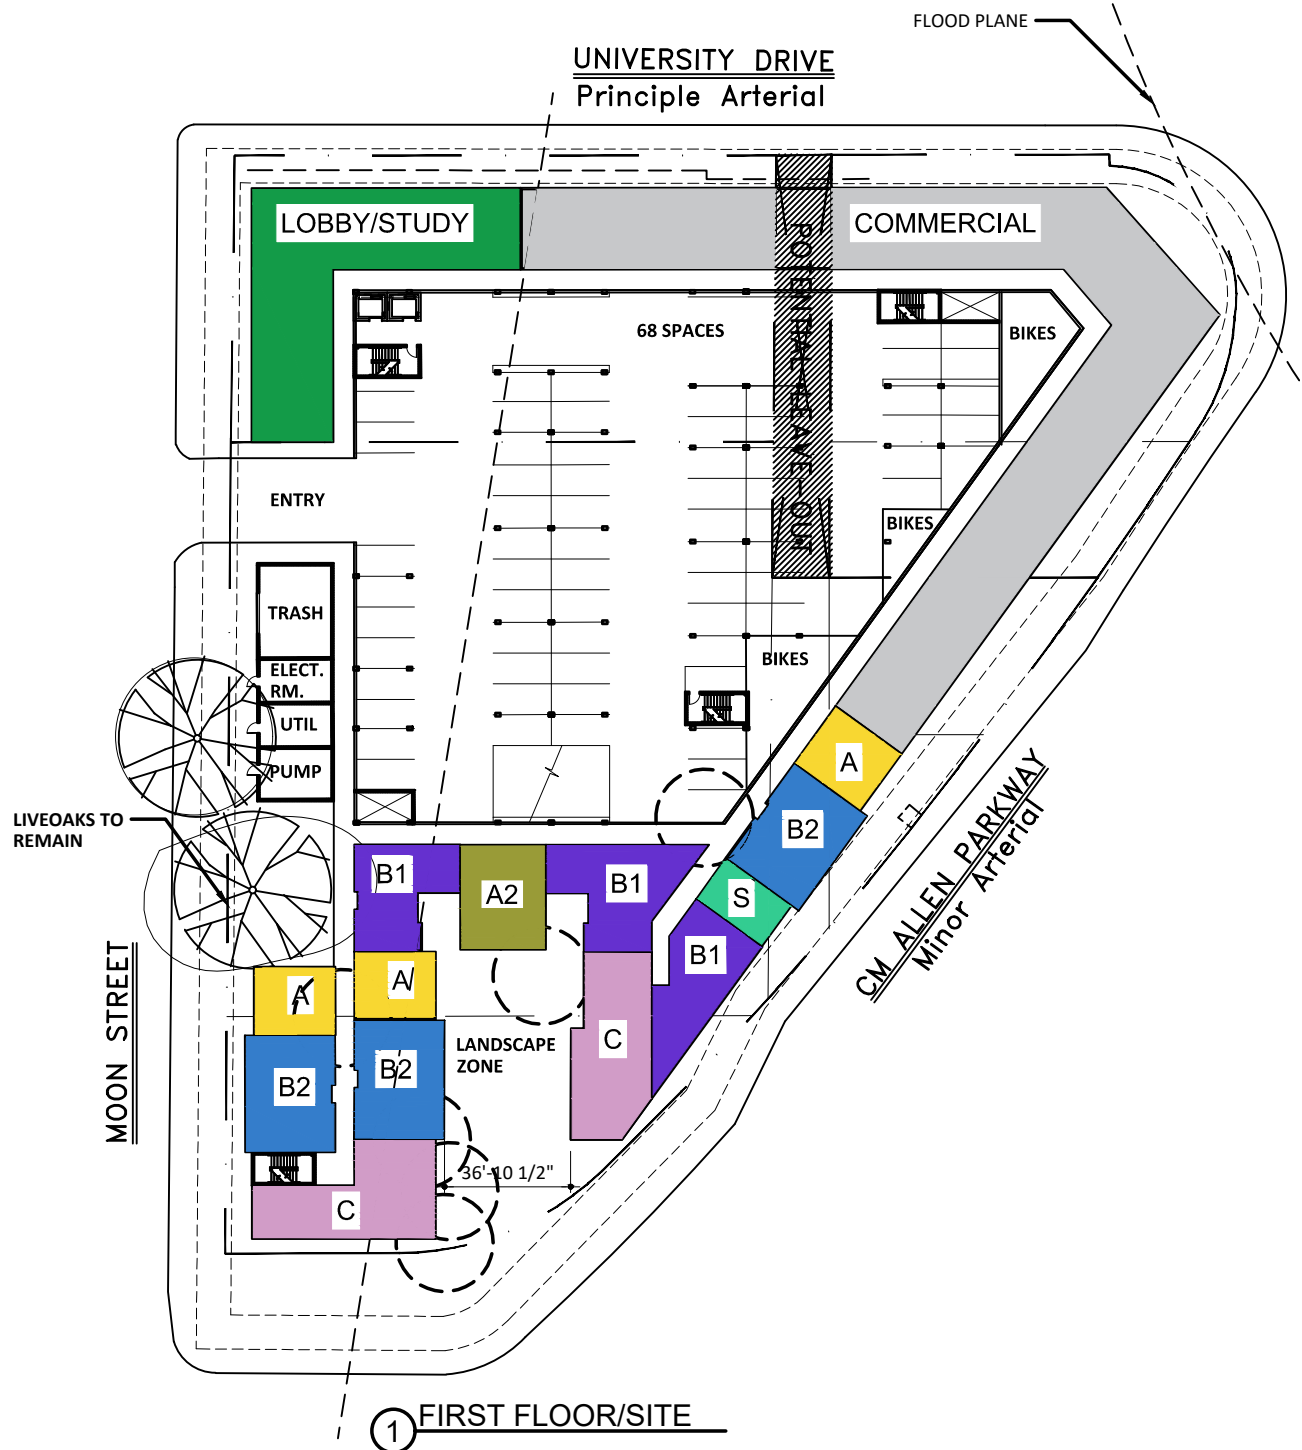 FLOOD PLANE
UNIVERSITY DRIVE
Principle Arterial
LOBBY/STUDY
COMMERCIAL
POTENTIAL LEAVE-OUT
68 SPACES
BIKES
ENTRY
BIKES
TRASH
BIKES
ELECT.
RM.
UTIL
PUMP
A
LIVEOAKS TO
REMAIN
B2
CM ALLEN PARKWAY
Minor Arterial
B1
A2
B1
S
B1
MOON STREET
A
A
LANDSCAPE
ZONE
C
B2
B2
36'-10 1/2"
C
1
FIRST FLOOR/SITE